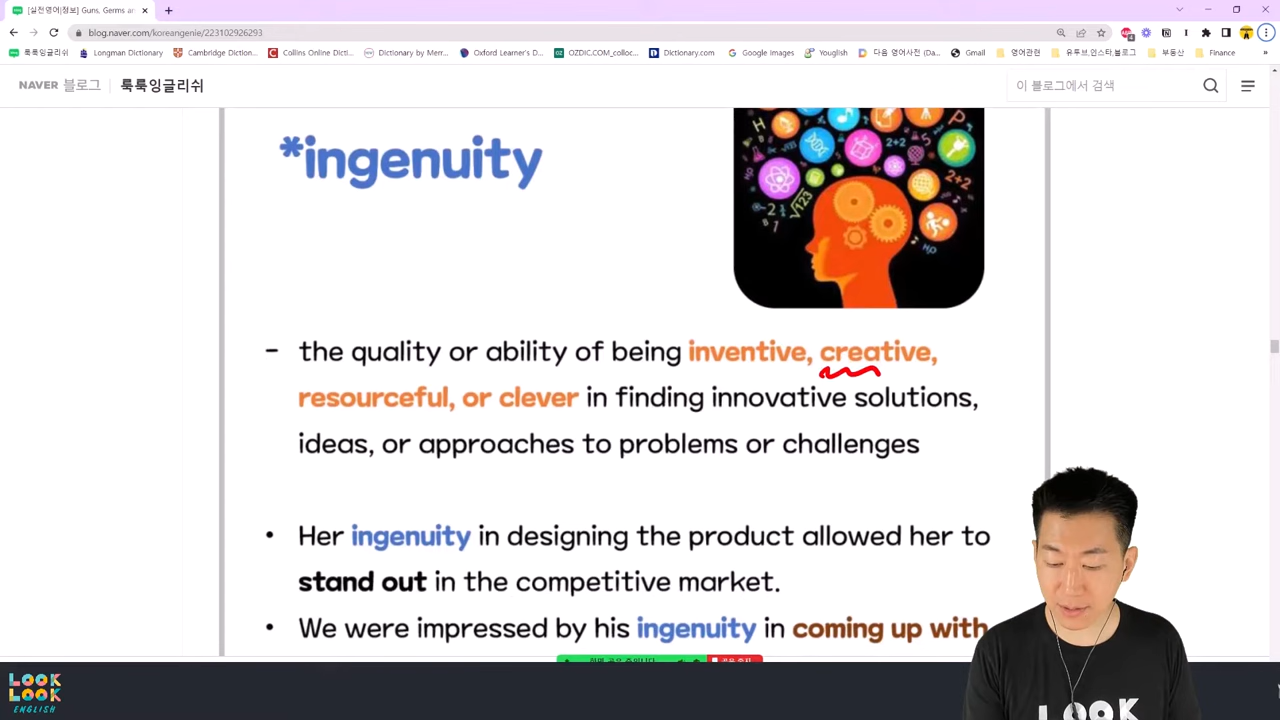 [실전영어|정보] Guns, Germs an
blog.naver.com/koreangenie/223102926293
룩룩잉글리쉬 Longman Dictionary Cambridge Diction... Collins Online Dicti... Dictionary by Merr... Oxford Learner's D... OZDIC.COM_colloc... Dictionary.com Google Images Youglish 다음 영어사전 (Da... Gmail 영어관련 유투브,인스타,블로그 부동산 Finance
NAVER 블로그 룩룩잉글리쉬
이 블로그에서 검색
*ingenuity
- the quality or ability of being inventive, creative,
resourceful, or clever in finding innovative solutions,
ideas, or approaches to problems or challenges
• Her ingenuity in designing the product allowed her to
stand out in the competitive market.
• We were impressed by his ingenuity in coming up with
LOOK
LOOK
ENGLISH
LOOK